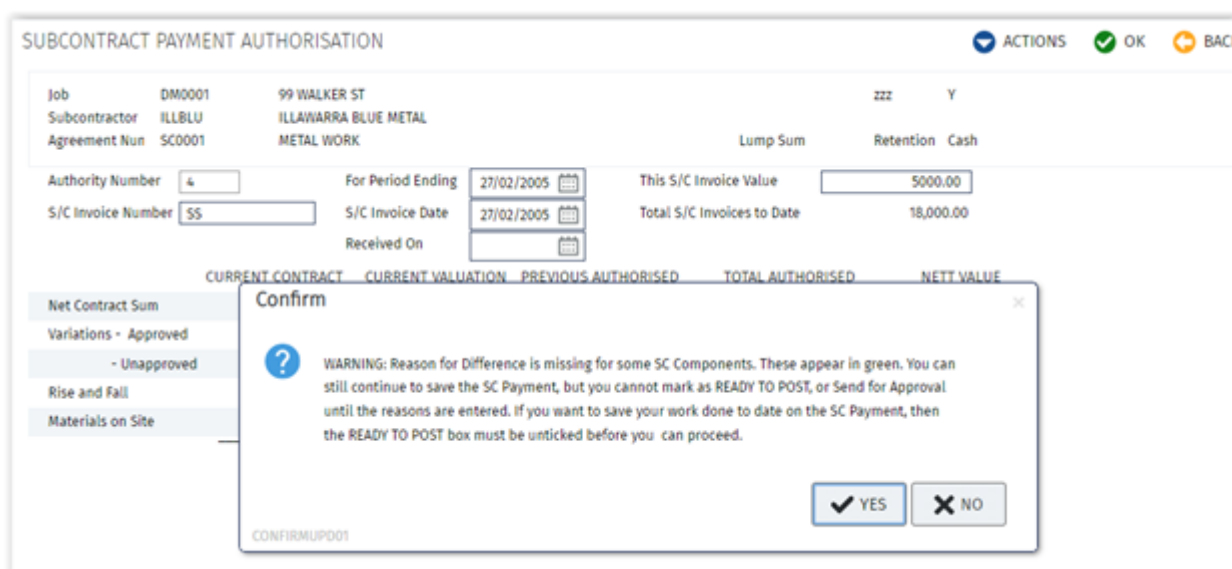 SUBCONTRACT PAYMENT AUTHORISATION
ACTIONS OK BACK
Job DM0001 99 WALKER ST zzz Y
Subcontractor ILLBLU ILLAWARRA BLUE METAL
Agreement Nun SC0001 METAL WORK Lump Sum Retention Cash
Authority Number 4 For Period Ending 27/02/2005 This S/C Invoice Value 5000.00
S/C Invoice Number SS S/C Invoice Date 27/02/2005 Total S/C Invoices to Date 18,000.00
Received On
CURRENT CONTRACT CURRENT VALUATION PREVIOUS AUTHORISED TOTAL AUTHORISED NETT VALUE
Net Contract Sum
Variations - Approved
- Unapproved
Rise and Fall
Materials on Site
Confirm
WARNING: Reason for Difference is missing for some SC Components. These appear in green. You can
still continue to save the SC Payment, but you cannot mark as READY TO POST, or Send for Approval
until the reasons are entered. If you want to save your work done to date on the SC Payment, then
the READY TO POST box must be unticked before you can proceed.
YES NO
CONFIRMUPD01